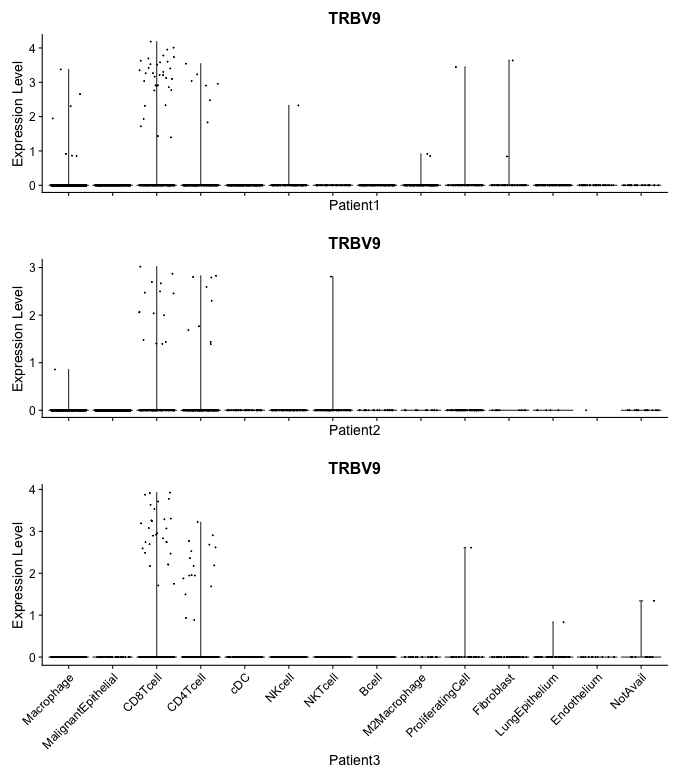 TRBV9
Expression Level
4
3
2
1
0
Patient1
TRBV9
Expression Level
3
2
1
0
Patient2
TRBV9
Expression Level
4
3
2
1
0
Macrophage
MalignantEpithelial
CD8Tcell
CD4Tcell
cDC
NKcell
NKTcell
Bcell
M2Macrophage
ProliferatingCell
Fibroblast
LungEpithelium
Endothelium
NotAvail
Patient3